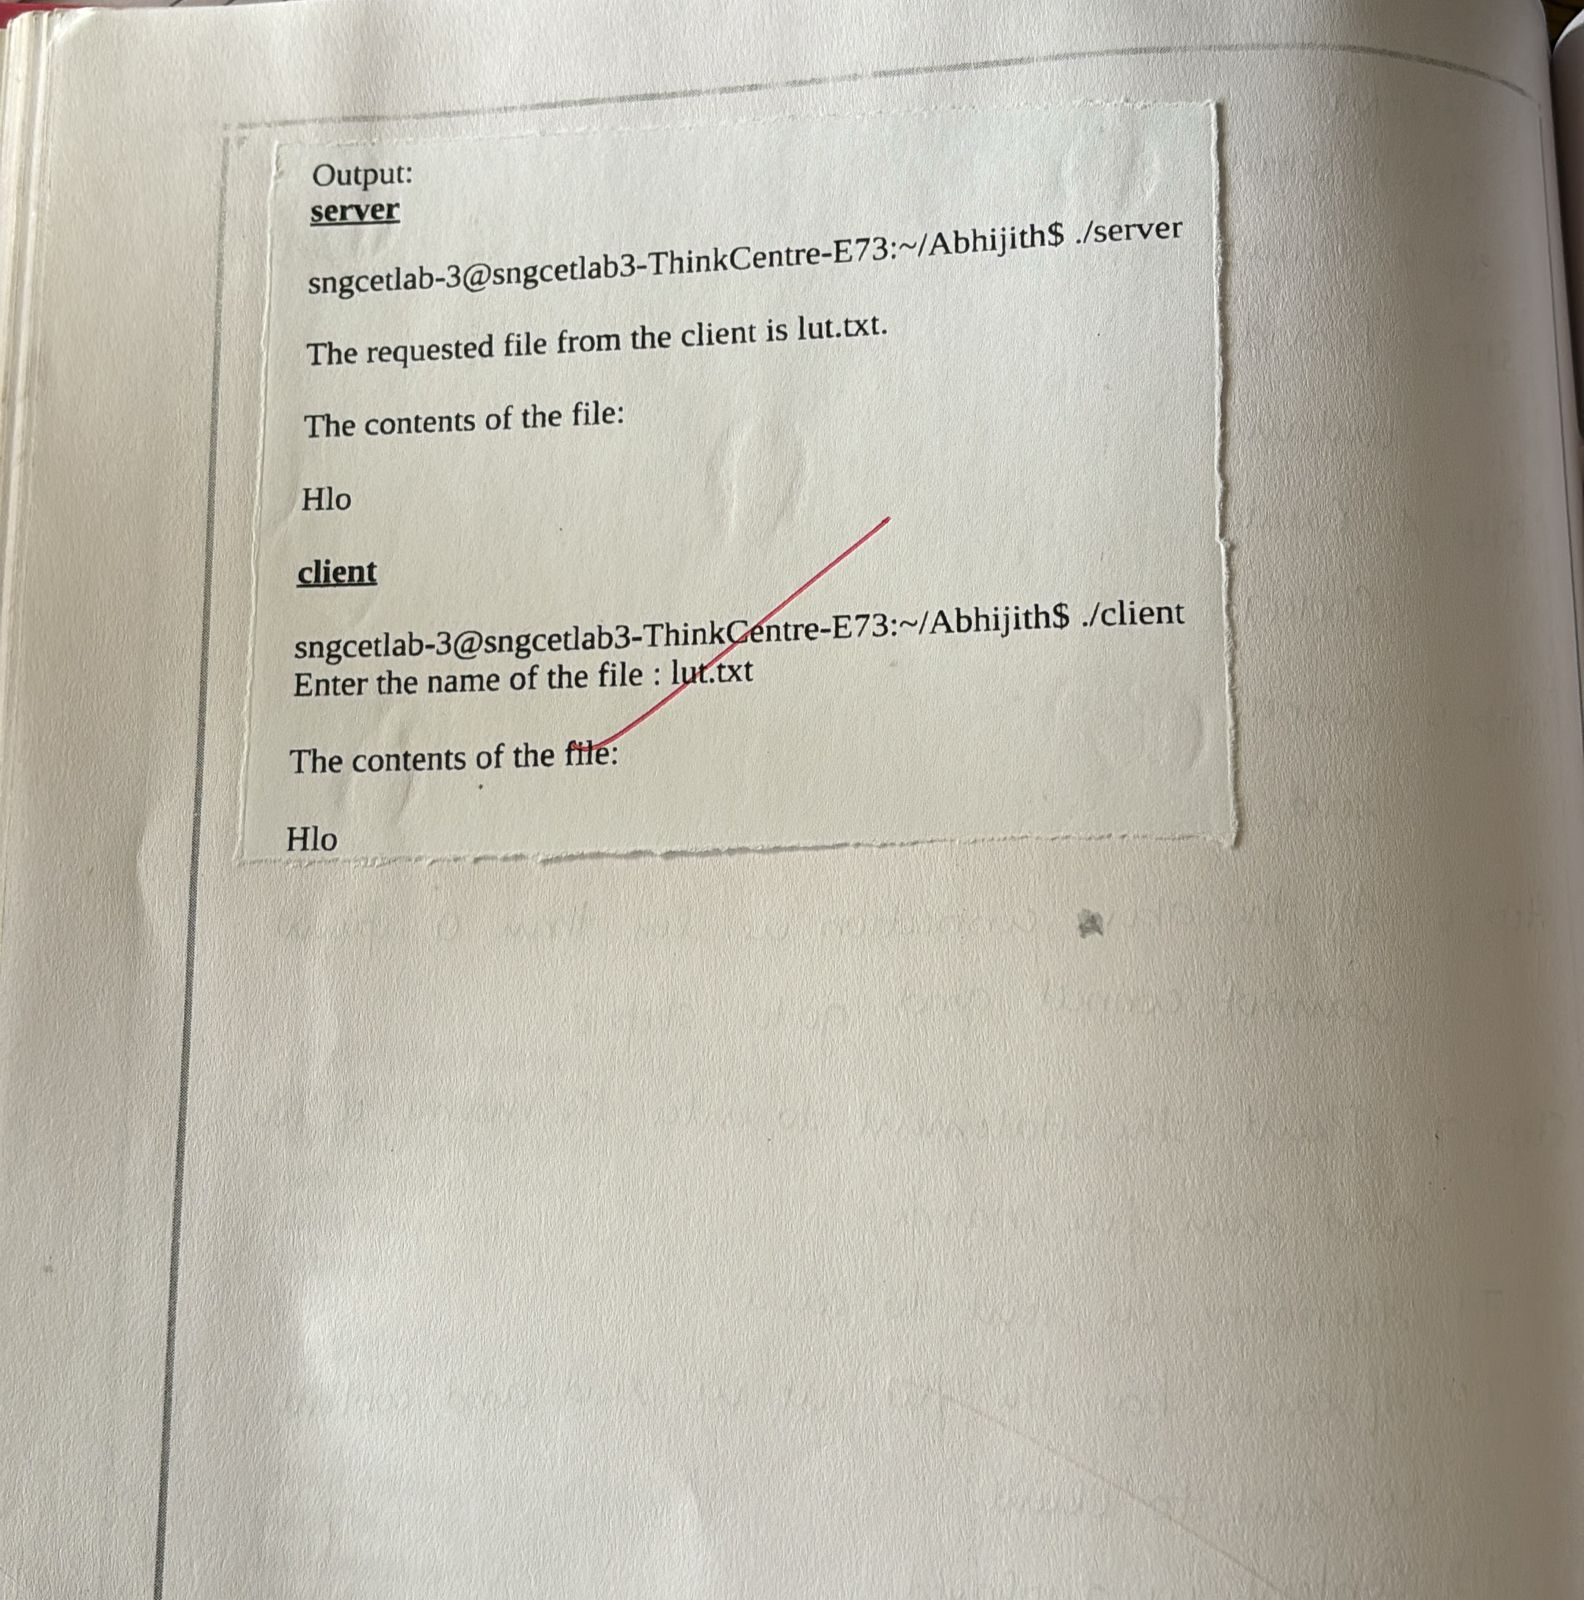 Output:
server
sngcetlab-3@sngcetlab3-ThinkCentre-E73:~/Abhijith$ ./server
The requested file from the client is lut.txt.
The contents of the file:
Hlo
client
sngcetlab-3@sngcetlab3-ThinkCentre-E73:~/Abhijith$ ./client
Enter the name of the file : lut.txt
The contents of the file:
Hlo